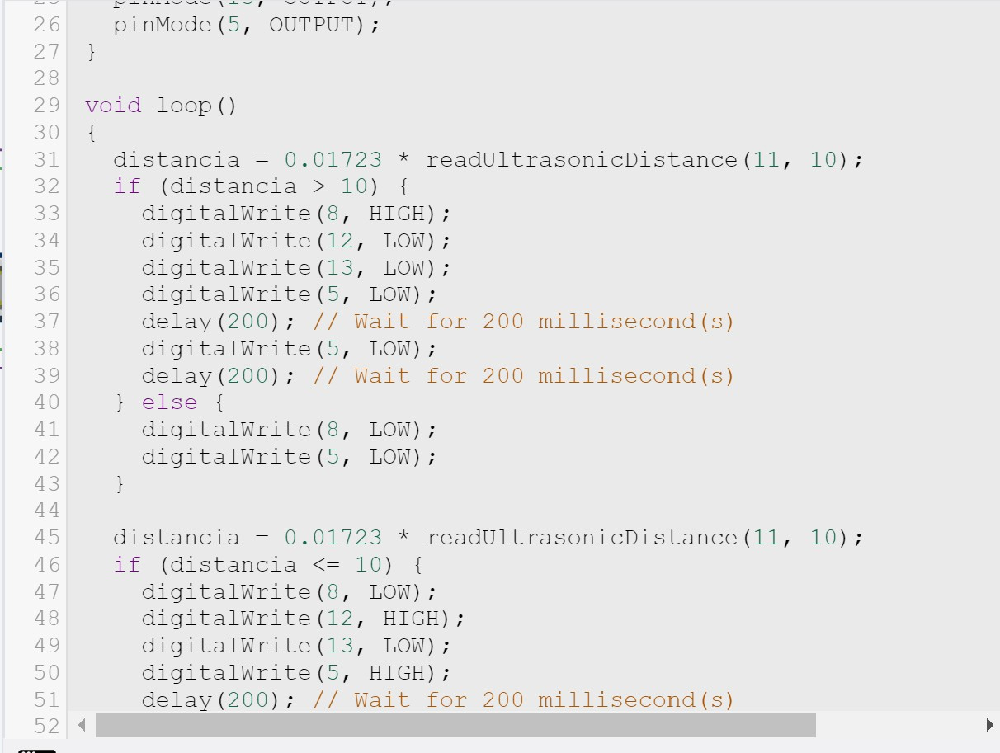 26 pinMode(5, OUTPUT);
27 }
28
29 void loop()
30 {
31 distancia = 0.01723 * readUltrasonicDistance(11, 10);
32 if (distancia > 10) {
33 digitalWrite(8, HIGH);
34 digitalWrite(12, LOW);
35 digitalWrite(13, LOW);
36 digitalWrite(5, LOW);
37 delay(200); // Wait for 200 millisecond(s)
38 digitalWrite(5, LOW);
39 delay(200); // Wait for 200 millisecond(s)
40 } else {
41 digitalWrite(8, LOW);
42 digitalWrite(5, LOW);
43 }
44
45 distancia = 0.01723 * readUltrasonicDistance(11, 10);
46 if (distancia <= 10) {
47 digitalWrite(8, LOW);
48 digitalWrite(12, HIGH);
49 digitalWrite(13, LOW);
50 digitalWrite(5, HIGH);
51 delay(200); // Wait for 200 millisecond(s)
52